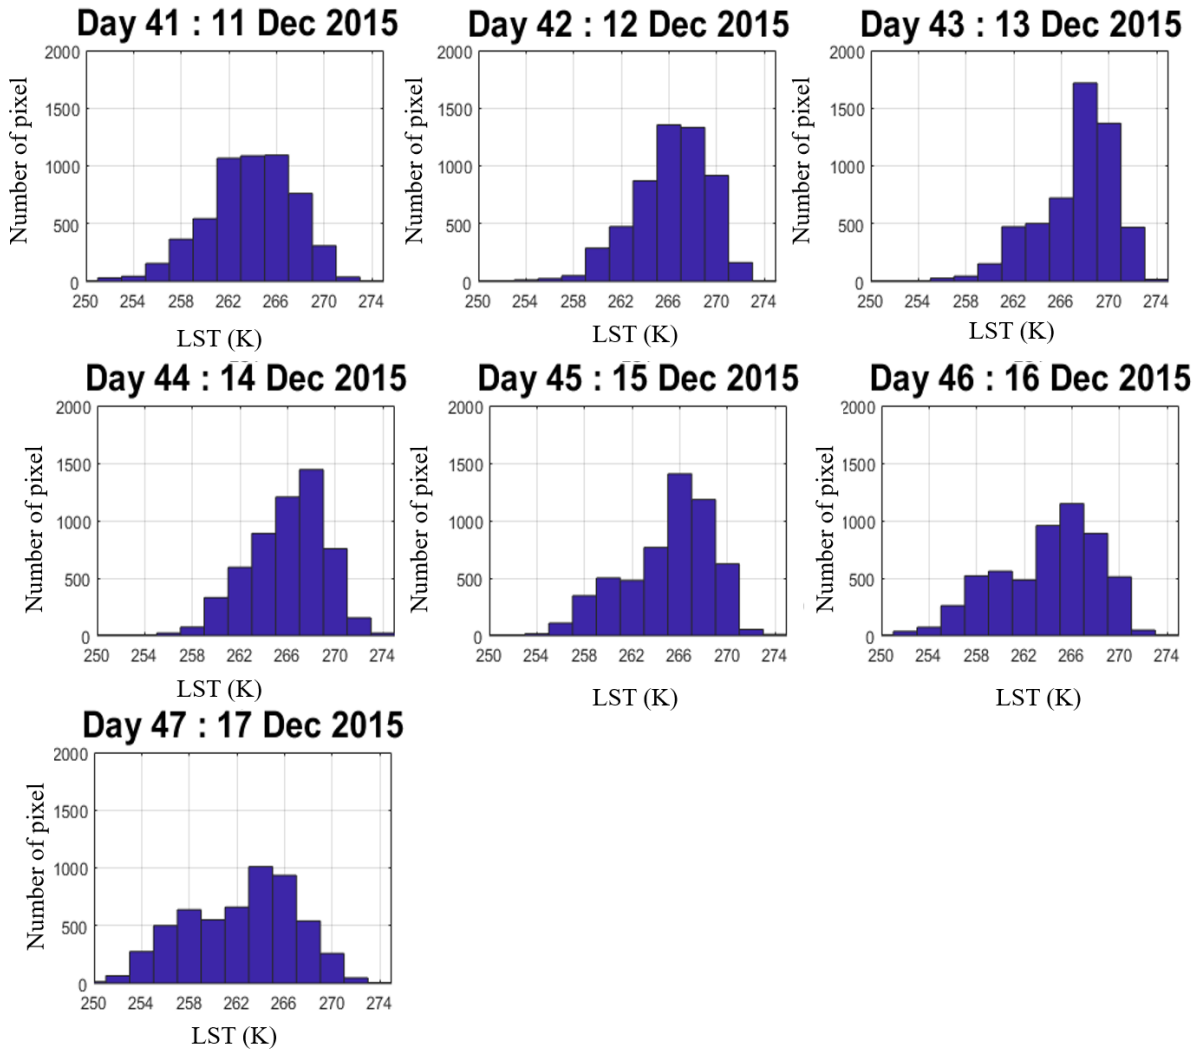 Day 41 : 11 Dec 2015
Day 42 : 12 Dec 2015
Day 43 : 13 Dec 2015
Number of pixel
2000
1500
1000
500
0
250 254 258 262 266 270 274
LST (K)
Number of pixel
2000
1500
1000
500
0
250 254 258 262 266 270 274
LST (K)
Number of pixel
2000
1500
1000
500
0
250 254 258 262 266 270 274
LST (K)
Day 44 : 14 Dec 2015
Day 45 : 15 Dec 2015
Day 46 : 16 Dec 2015
Number of pixel
2000
1500
1000
500
0
250 254 258 262 266 270 274
LST (K)
Number of pixel
2000
1500
1000
500
0
250 254 258 262 266 270 274
LST (K)
Number of pixel
2000
1500
1000
500
0
250 254 258 262 266 270 274
LST (K)
Day 47 : 17 Dec 2015
Number of pixel
2000
1500
1000
500
0
250 254 258 262 266 270 274
LST (K)